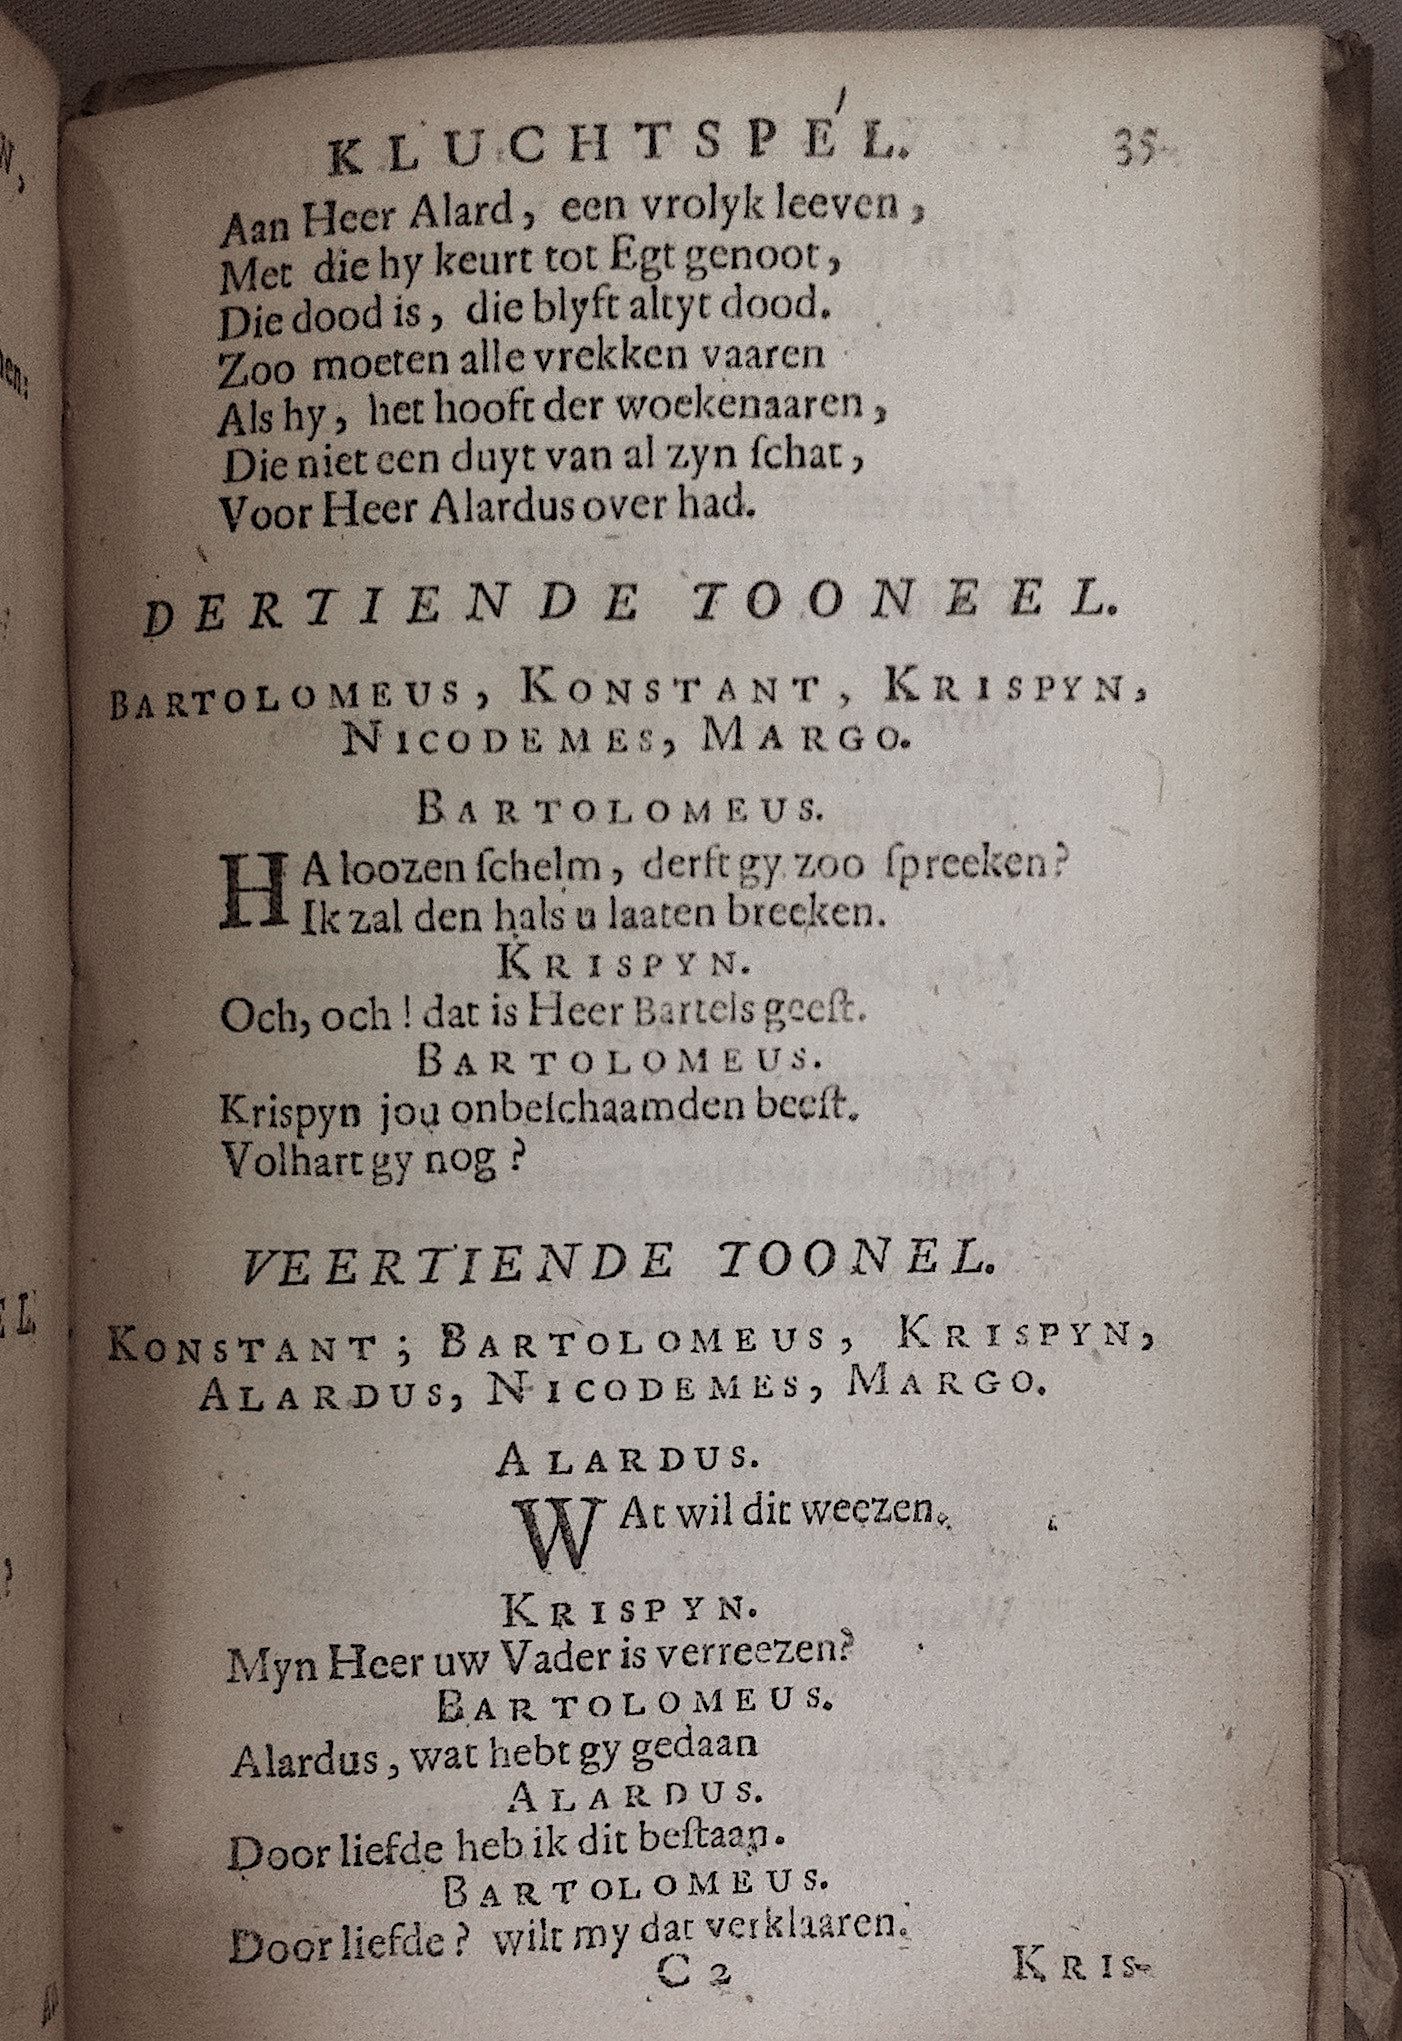 KLUCHTSPEL. 35
Aan Heer Alard, een vrolyk leeven,
Met die hy keurt tot Egt genoot,
Die dood is, die blyft altyt dood.
Zoo moeten alle vrekken vaaren
Als hy, het hooft der woekenaaren,
Die niet een duyt van al zyn ſchat,
Voor Heer Alardus over had.
DERTIENDE TOONEEL.
BARTOLOMEUS, KONSTANT, KRISPYN,
NICODEMES, MARGO.
BARTOLOMEUS.
HA loozen ſchelm, derft gy zoo ſpreeken?
Ik zal den hals u laaten breeken.
KRISPYN.
Och, och! dat is Heer Bartels geeſt.
BARTOLOMEUS.
Krispyn jou onbeſchaamden beeſt.
Volhart gy nog?
VEERTIENDE TOONEL.
KONSTANT; BARTOLOMEUS, KRISPYN,
ALARDUS, NICODEMES, MARGO.
ALARDUS.
WAt wil dit weezen.
KRISPYN.
Myn Heer uw Vader is verreezen?
BARTOLOMEUS.
Alardus, wat hebt gy gedaan
ALARDUS.
Door liefde heb ik dit beſtaan.
BARTOLOMEUS.
Door liefde? wilt my dat verklaaren.
C 2 KRIS-